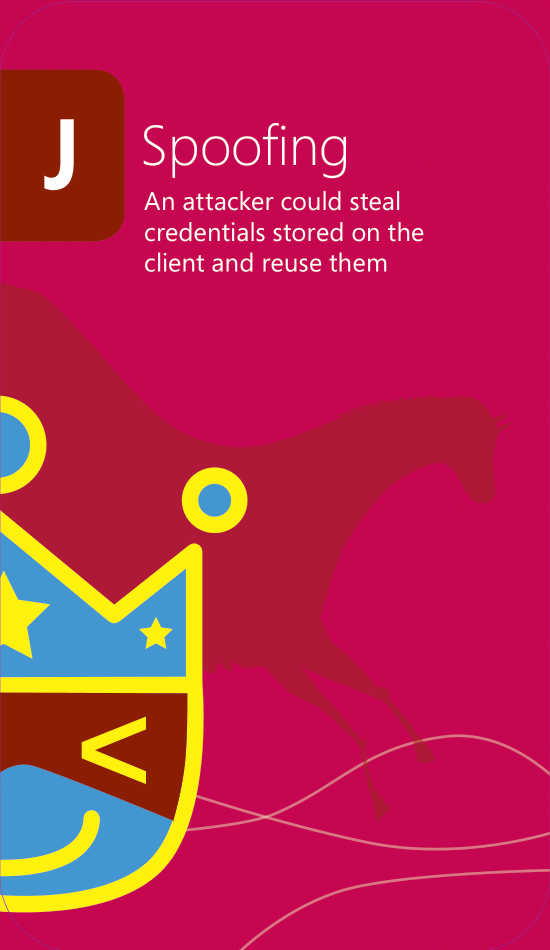 J
Spoofing
An attacker could steal
credentials stored on the
client and reuse them